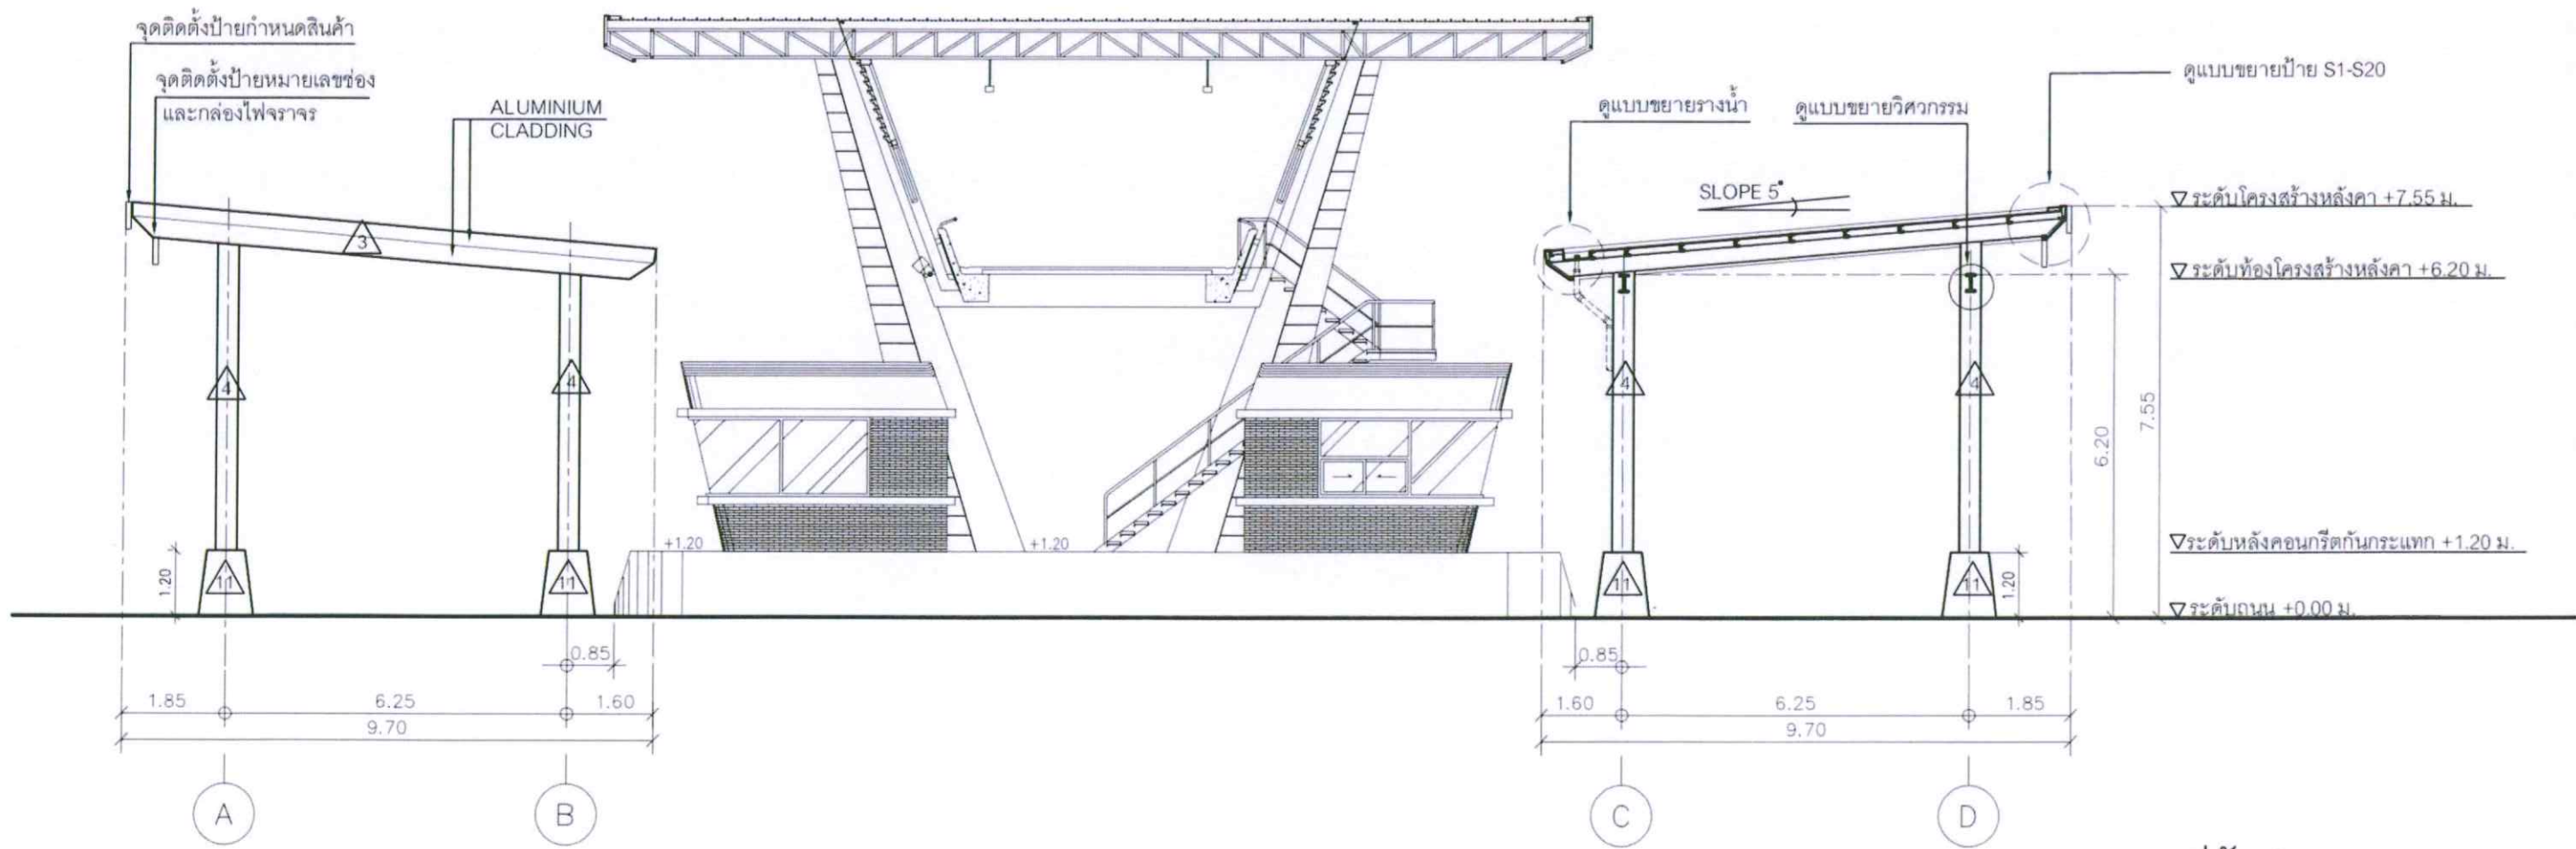 จุดติดตั้งป้ายกำหนดสินค้า
จุดติดตั้งป้ายหมายเลขช่อง
และกล่องไฟจราจร
ALUMINIUM
CLADDING
ดูแบบขยายรางน้ำ
ดูแบบขยายวิศวกรรม
ดูแบบขยายป้าย S1-S20
SLOPE 5°
ระดับโครงสร้างหลังคา +7.55 ม.
ระดับท้องโครงสร้างหลังคา +6.20 ม.
ระดับหลังคอนกรีตกันกระแทก +1.20 ม.
ระดับถนน +0.00 ม.
3
4
4
4
4
7.55
6.20
+1.20
+1.20
11
11
11
11
1.20
1.20
0.85
0.85
1.85
6.25
1.60
1.60
6.25
1.85
9.70
9.70
A
B
C
D